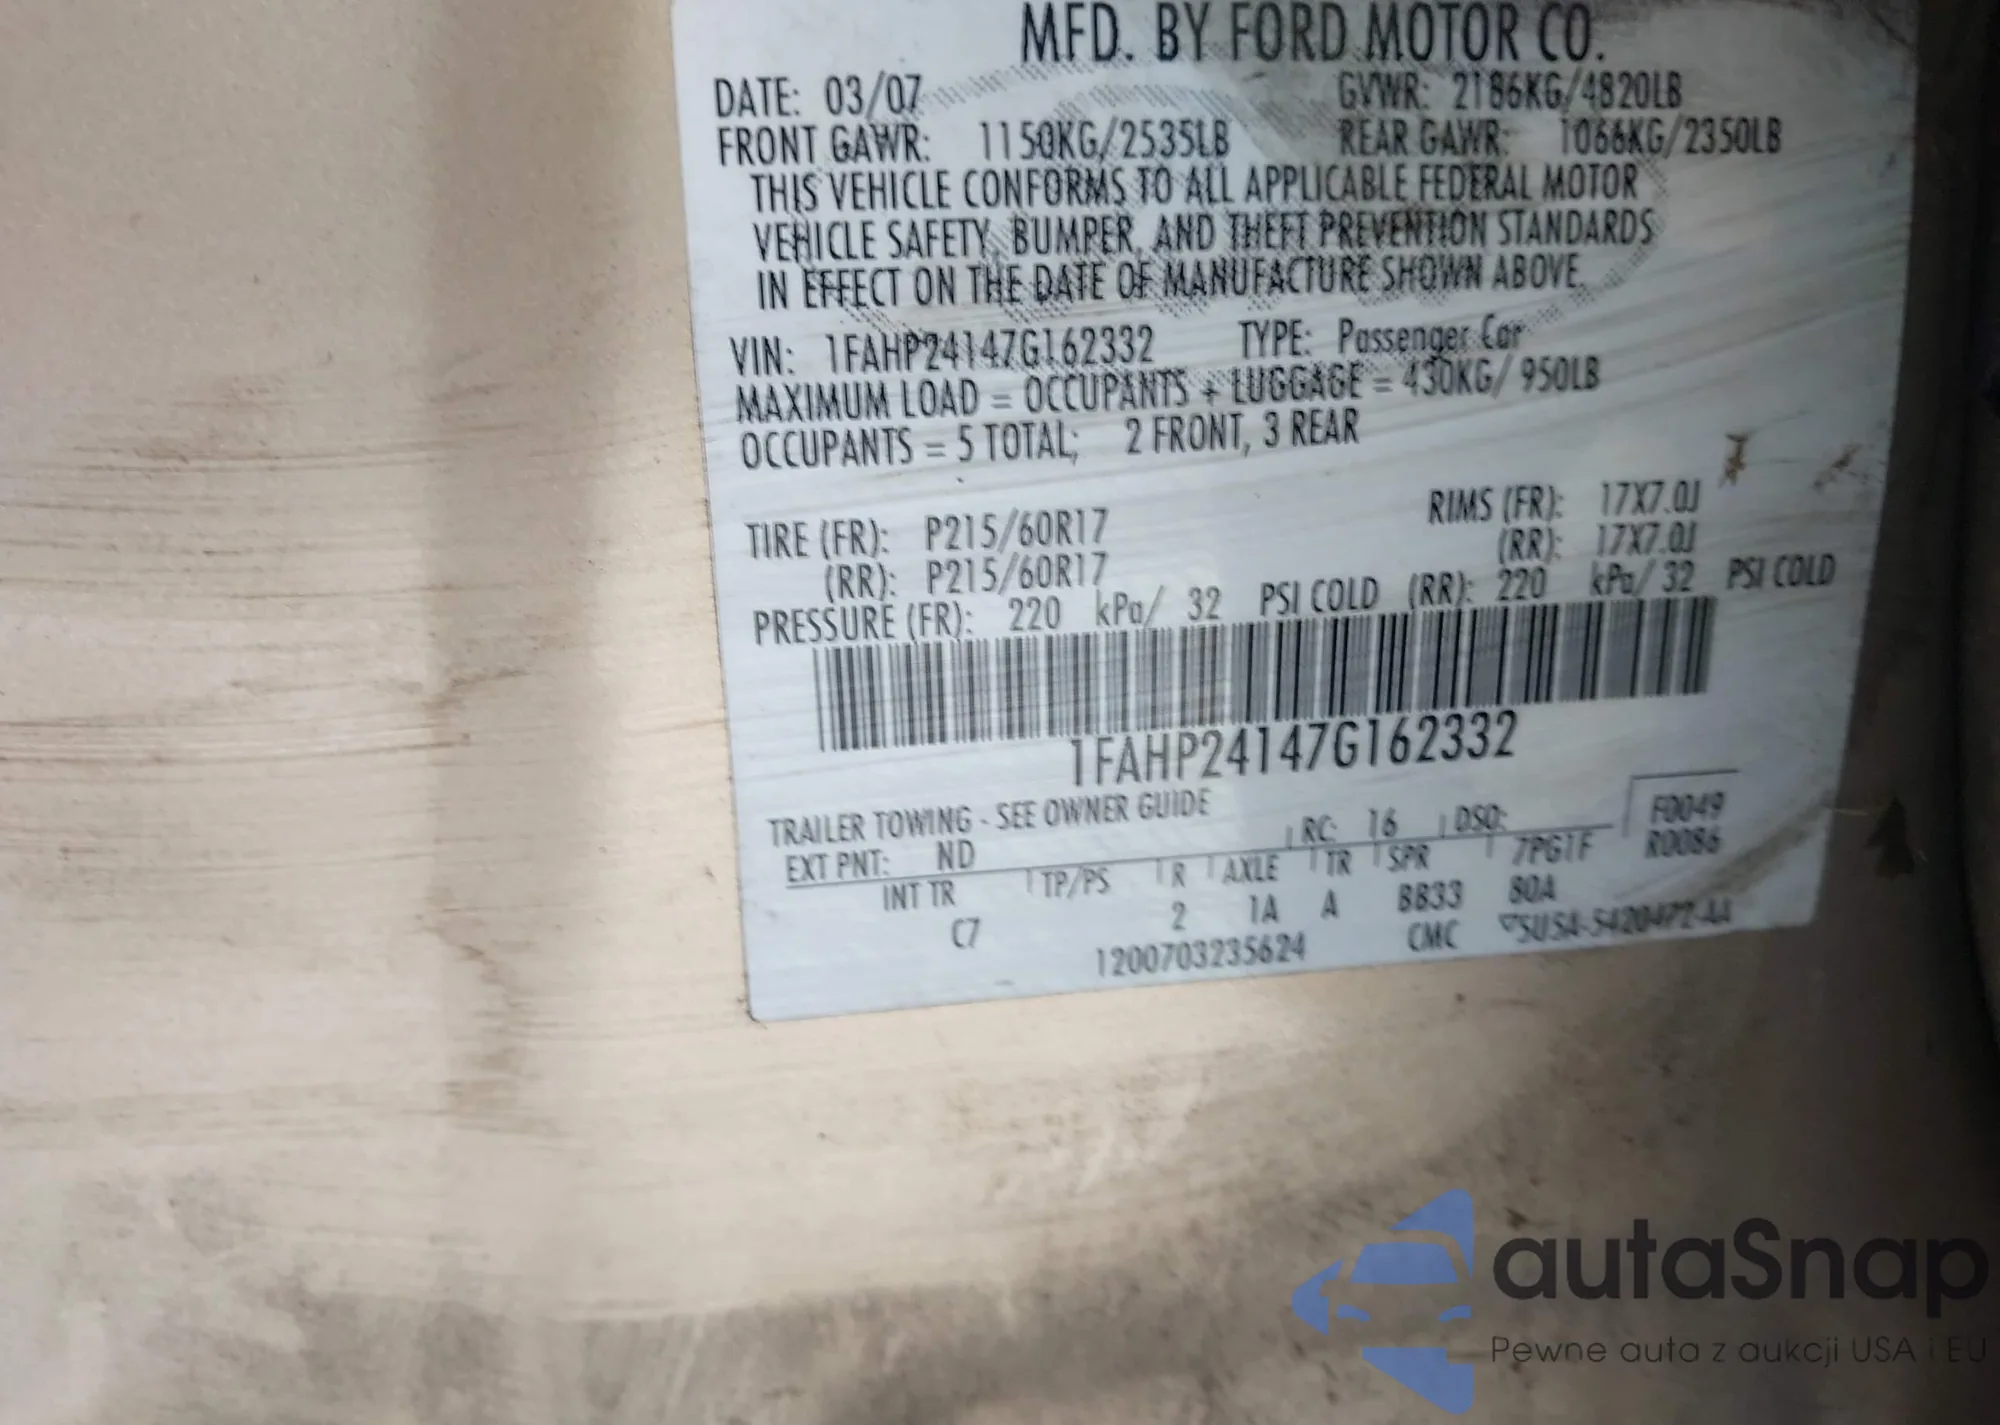 MFD. BY FORD MOTOR CO.
DATE: 03/07 GVWR: 2186KG/4820LB
FRONT GAWR: 1150KG/2535LB REAR GAWR: 1066KG/2350LB
THIS VEHICLE CONFORMS TO ALL APPLICABLE FEDERAL MOTOR
VEHICLE SAFETY, BUMPER, AND THEFT PREVENTION STANDARDS
IN EFFECT ON THE DATE OF MANUFACTURE SHOWN ABOVE.
VIN: 1FAHP24147G162332 TYPE: Passenger Car
MAXIMUM LOAD = OCCUPANTS + LUGGAGE = 430KG/ 950LB
OCCUPANTS = 5 TOTAL; 2 FRONT, 3 REAR
TIRE (FR): P215/60R17 RIMS (FR): 17X7.0J
(RR): P215/60R17 (RR): 17X7.0J
PRESSURE (FR): 220 kPa/ 32 PSI COLD (RR): 220 kPa/ 32 PSI COLD
1FAHP24147G162332
TRAILER TOWING - SEE OWNER GUIDE F0049
EXT PNT: ND RC: 16 DSO: R0086
INT TR TP/PS R AXLE TR SPR 7PG1F
C7 2 1A A BB33 80A
1200703235624 CMC 5U5A-5420472-AA
autaSnap
Pewne auta z aukcji USA i EU